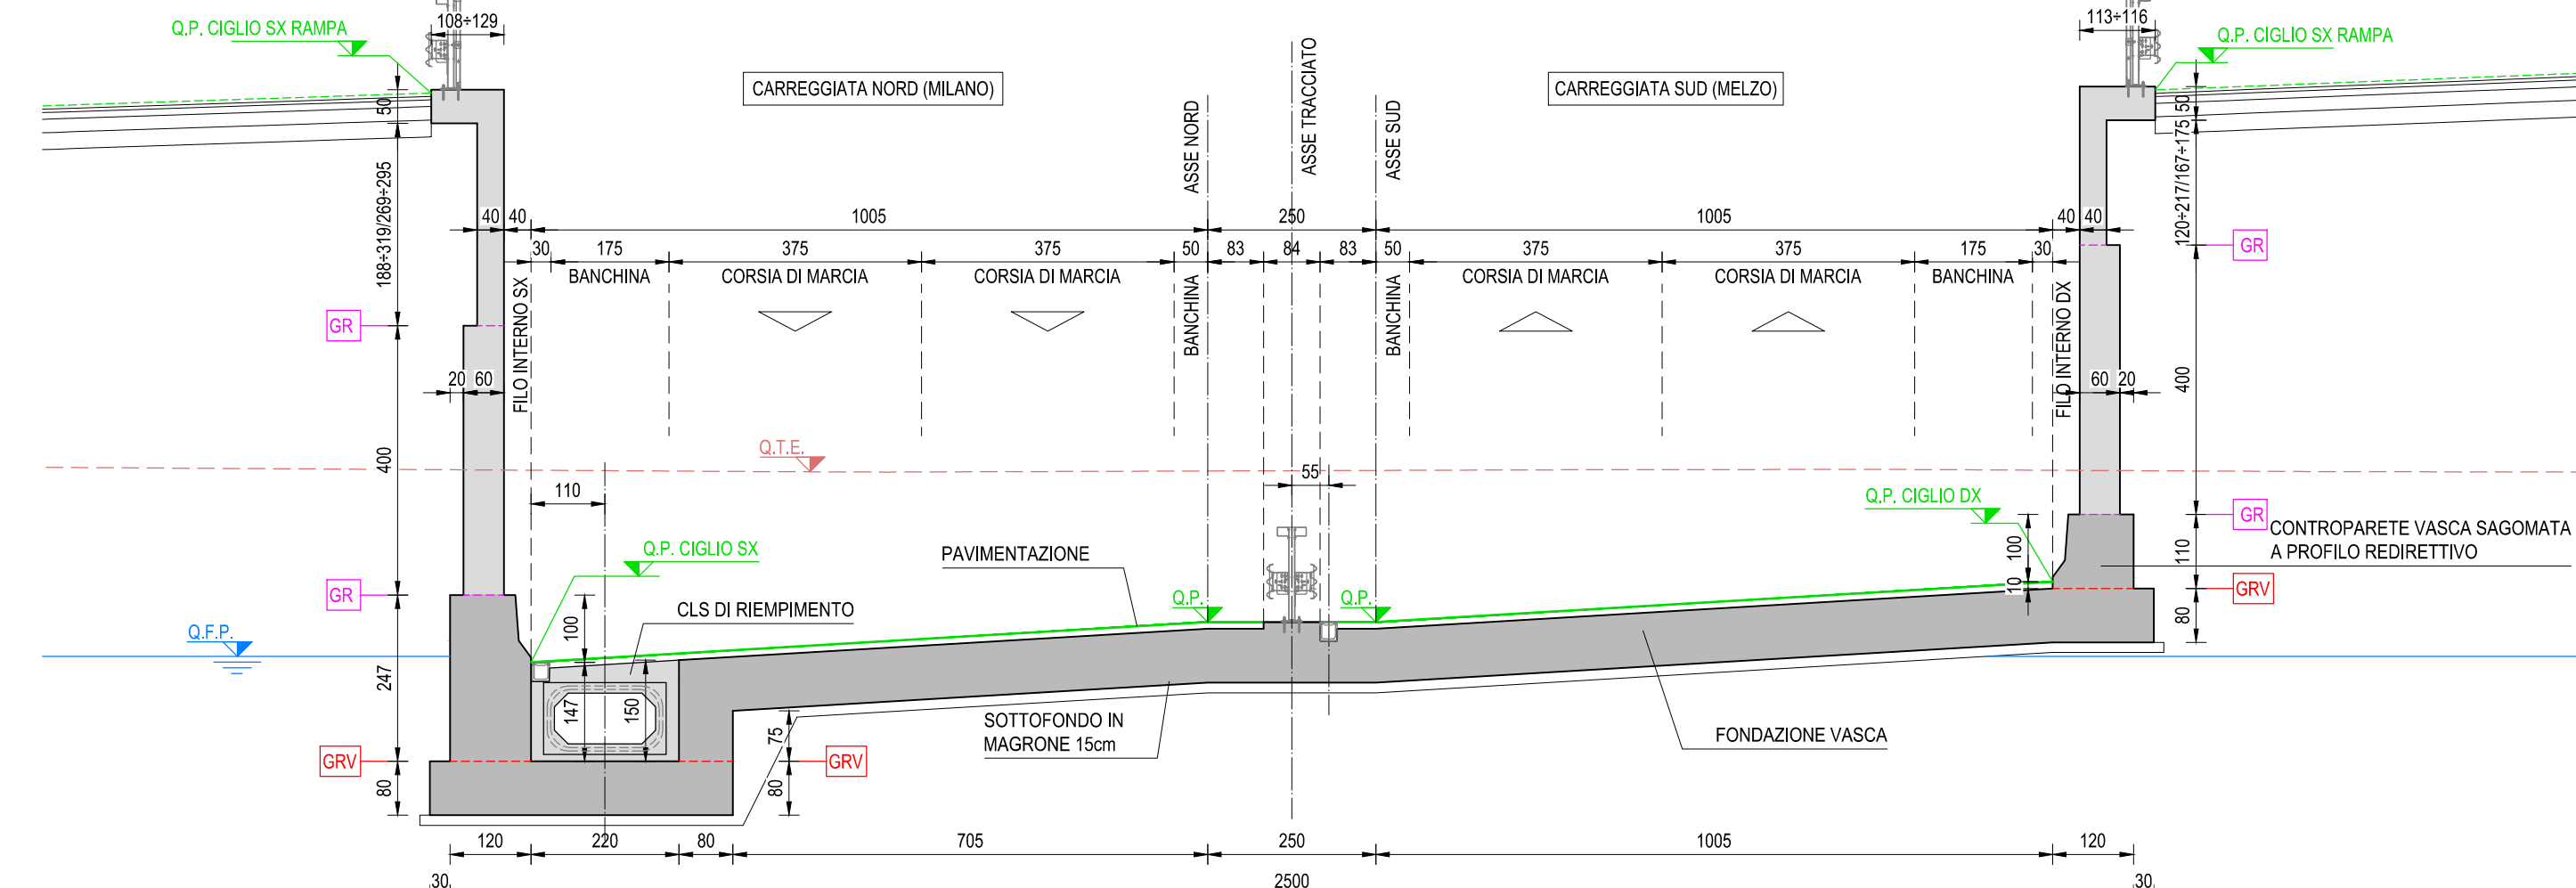 108÷129
113÷116
Q.P. CIGLIO SX RAMPA
Q.P. CIGLIO SX RAMPA
CARREGGIATA NORD (MILANO)
CARREGGIATA SUD (MELZO)
ASSE NORD
ASSE TRACCIATO
ASSE SUD
50
50
188÷319/269÷295
120÷217/167÷175
40 40
1005
250
1005
40 40
30
175
375
375
50
83
84
83
50
375
375
175
30
BANCHINA
CORSIA DI MARCIA
CORSIA DI MARCIA
BANCHINA
BANCHINA
CORSIA DI MARCIA
CORSIA DI MARCIA
BANCHINA
GR
GR
FILO INTERNO SX
FILO INTERNO DX
20 60
60 20
400
400
Q.T.E.
55
110
Q.P. CIGLIO DX
GR
CONTROPARETE VASCA SAGOMATA
A PROFILO REDIRETTIVO
Q.P. CIGLIO SX
PAVIMENTAZIONE
100
110
10
GRV
GR
Q.P.
Q.P.
CLS DI RIEMPIMENTO
100
80
Q.F.P.
247
147
150
75
SOTTOFONDO IN
MAGRONE 15cm
FONDAZIONE VASCA
GRV
GRV
80
80
120
220
80
705
250
1005
120
30
2500
30